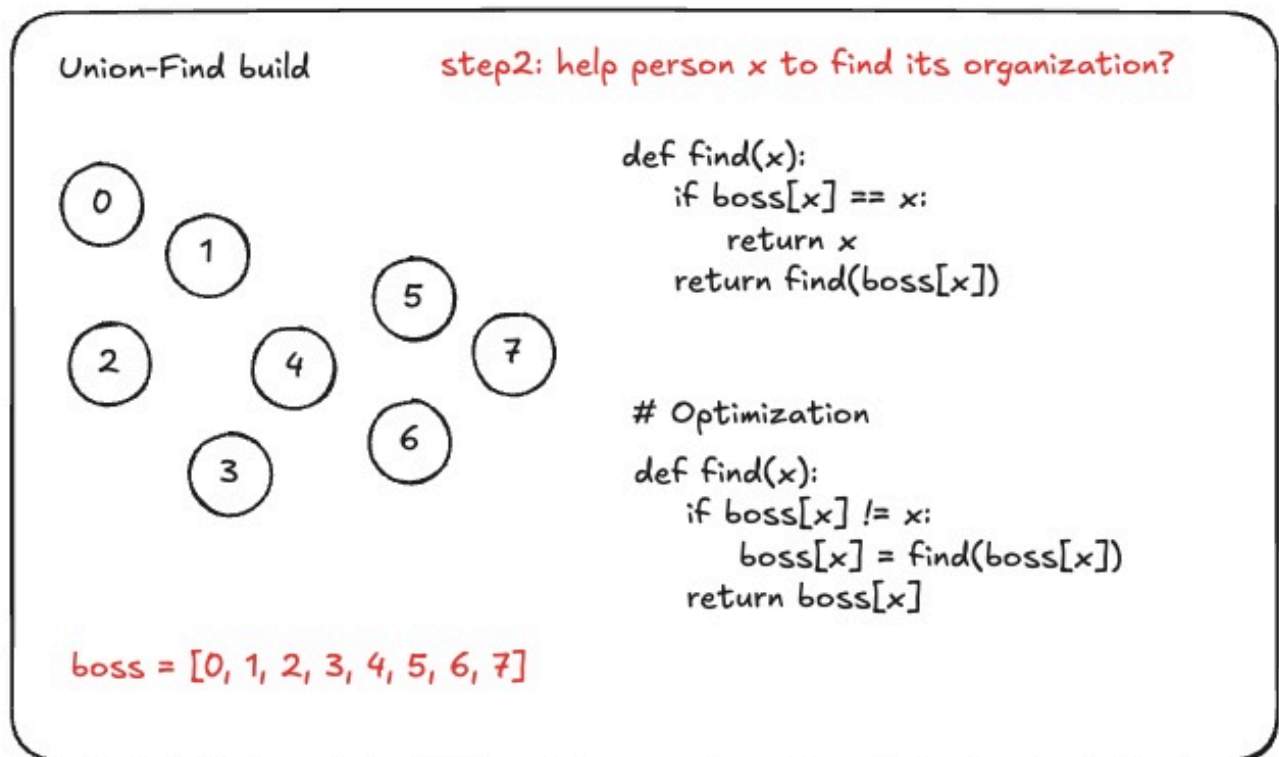 Union-Find build
step2: help person x to find its organization?
0
1
2
3
4
5
6
7
def find(x):
if boss[x] == x:
return x
return find(boss[x])
# Optimization
def find(x):
if boss[x] != x:
boss[x] = find(boss[x])
return boss[x]
boss = [0, 1, 2, 3, 4, 5, 6, 7]